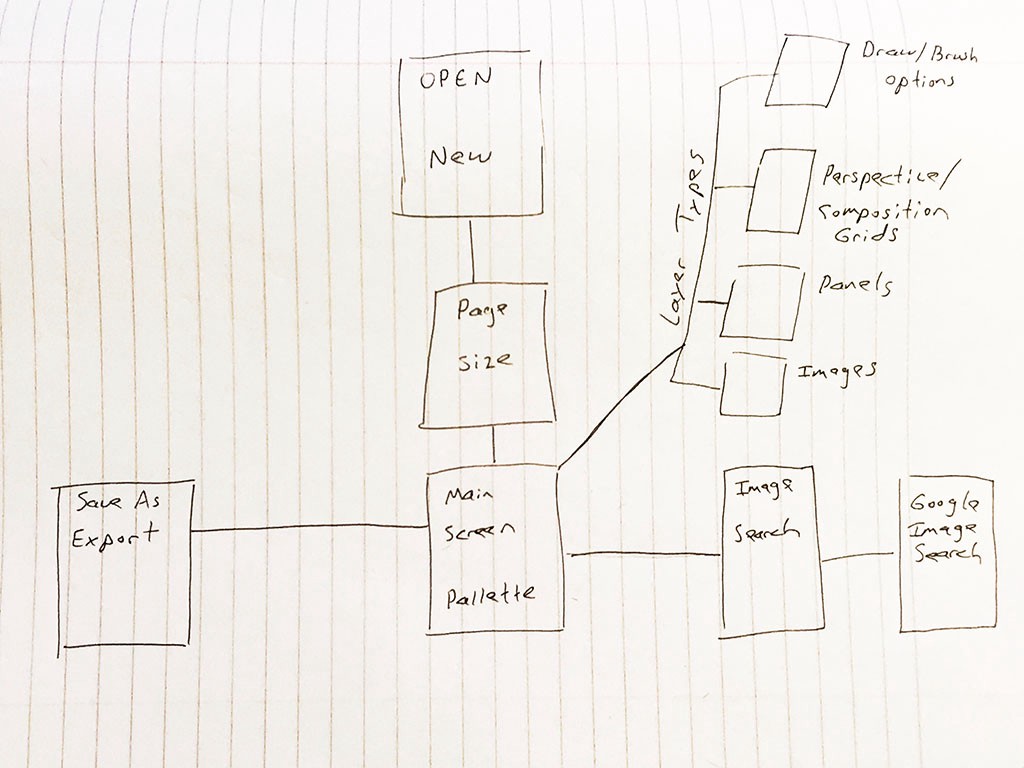 OPEN
New
Page
Size
Main
Screen
Pallette
Save As
Export
Layer Types
Draw/Brush
options
Perspective/
Composition
Grids
Panels
Images
Image
Search
Google
Image
Search